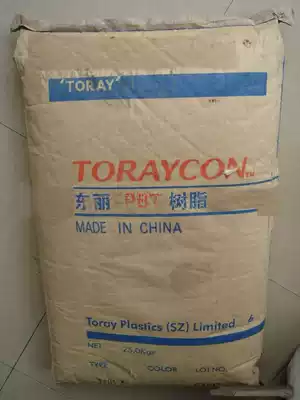 'TORAY'
TORAYCON™
东丽 PBT 树脂
MADE IN CHINA
Toray Plastics (SZ) Limited
NET 25.0Kgs
TYPE COLOR LOT NO.